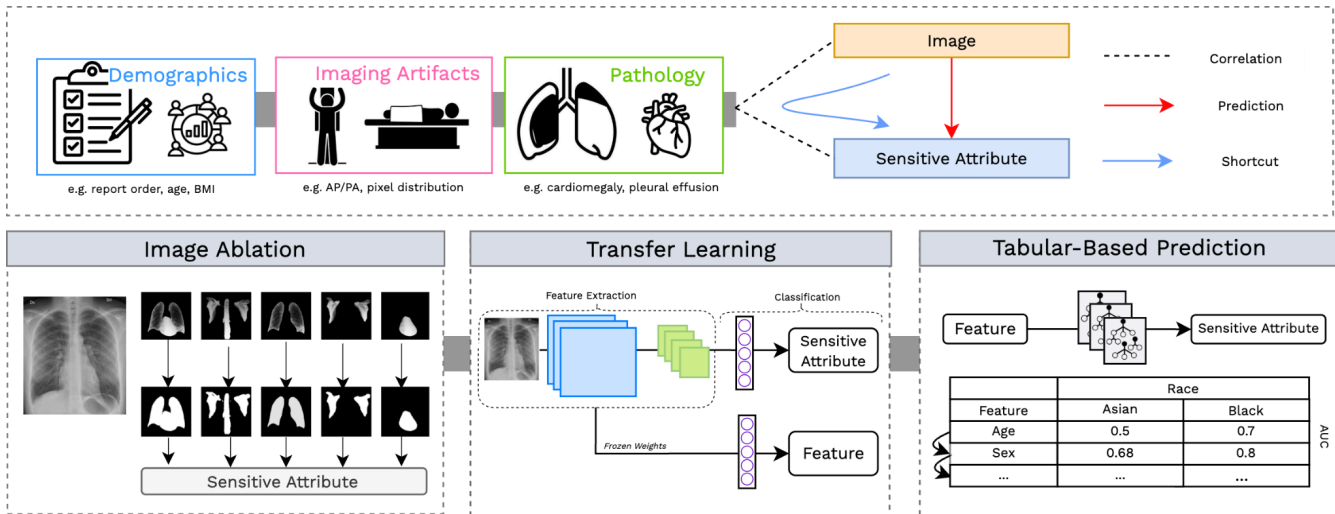 Demographics
Imaging Artifacts
Pathology
e.g. report order, age, BMI
e.g. AP/PA, pixel distribution
e.g. cardiomegaly, pleural effusion
Image
Sensitive Attribute
Correlation
Prediction
Shortcut
Image Ablation
Sensitive Attribute
Transfer Learning
Feature Extraction
Classification
Sensitive
Attribute
Frozen Weights
Feature
Tabular-Based Prediction
Feature
Sensitive Attribute
Race
Feature Asian Black
Age 0.5 0.7
Sex 0.68 0.8
... ... ...
AUC